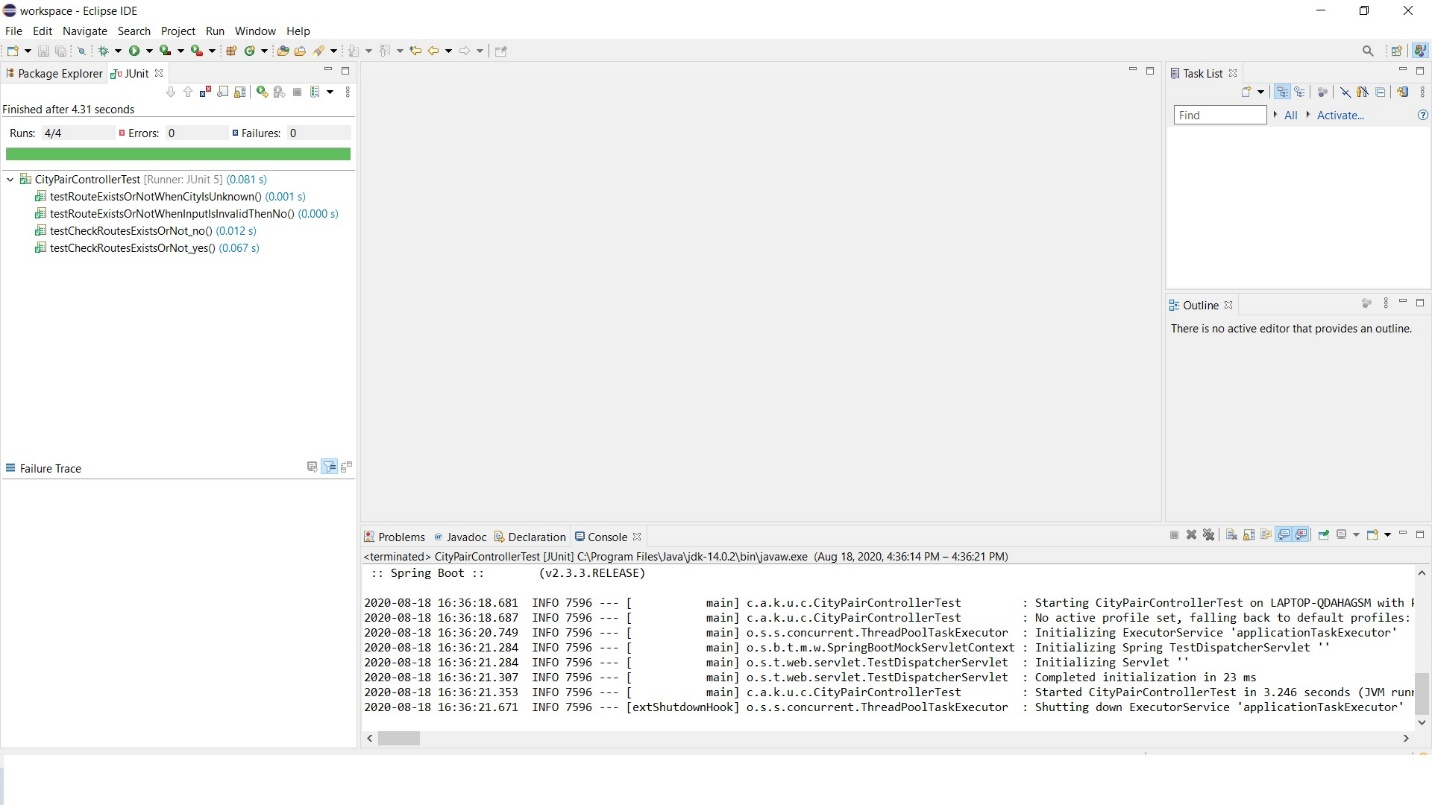 workspace - Eclipse IDE
File Edit Navigate Search Project Run Window Help
Package Explorer JUnit
Finished after 4.31 seconds
Runs: 4/4 Errors: 0 Failures: 0
CityPairControllerTest [Runner: JUnit 5] (0.081 s)
testRouteExistsOrNotWhenCityIsUnknown() (0.001 s)
testRouteExistsOrNotWhenInputIsInvalidThenNo() (0.000 s)
testCheckRoutesExistsOrNot_no() (0.012 s)
testCheckRoutesExistsOrNot_yes() (0.067 s)
Failure Trace
Task List
Find All Activate...
Outline
There is no active editor that provides an outline.
Problems Javadoc Declaration Console
<terminated> CityPairControllerTest [JUnit] C:\Program Files\Java\jdk-14.0.2\bin\javaw.exe (Aug 18, 2020, 4:36:14 PM – 4:36:21 PM)
:: Spring Boot :: (v2.3.3.RELEASE)
2020-08-18 16:36:18.681 INFO 7596 --- [ main] c.a.k.u.c.CityPairControllerTest : Starting CityPairControllerTest on LAPTOP-QDAHAGSM with
2020-08-18 16:36:18.687 INFO 7596 --- [ main] c.a.k.u.c.CityPairControllerTest : No active profile set, falling back to default profiles:
2020-08-18 16:36:20.749 INFO 7596 --- [ main] o.s.s.concurrent.ThreadPoolTaskExecutor : Initializing ExecutorService 'applicationTaskExecutor'
2020-08-18 16:36:21.284 INFO 7596 --- [ main] o.s.b.t.m.w.SpringBootMockServletContext : Initializing Spring TestDispatcherServlet ''
2020-08-18 16:36:21.284 INFO 7596 --- [ main] o.s.t.web.servlet.TestDispatcherServlet : Initializing Servlet ''
2020-08-18 16:36:21.307 INFO 7596 --- [ main] o.s.t.web.servlet.TestDispatcherServlet : Completed initialization in 23 ms
2020-08-18 16:36:21.353 INFO 7596 --- [ main] c.a.k.u.c.CityPairControllerTest : Started CityPairControllerTest in 3.246 seconds (JVM
2020-08-18 16:36:21.671 INFO 7596 --- [extShutdownHook] o.s.s.concurrent.ThreadPoolTaskExecutor : Shutting down ExecutorService 'applicationTaskExecutor'